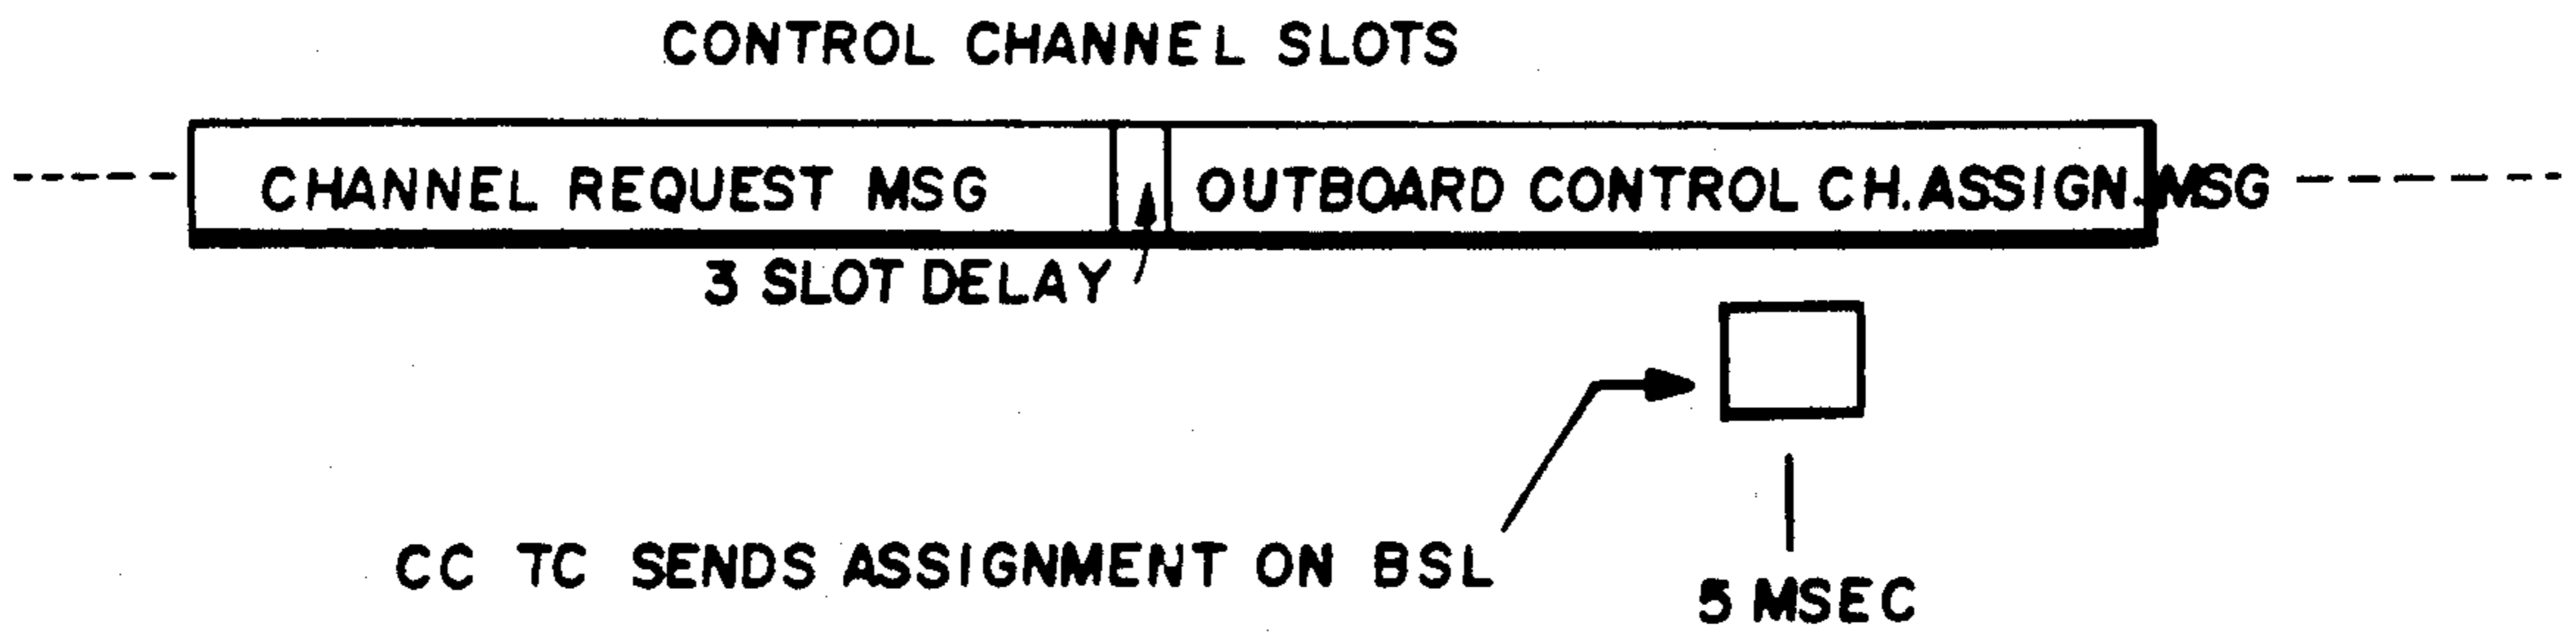 CONTROL CHANNEL SLOTS
CHANNEL REQUEST MSG
OUTBOARD CONTROL CH. ASSIGN. MSG
3 SLOT DELAY
CC TC SENDS ASSIGNMENT ON BSL
5 MSEC